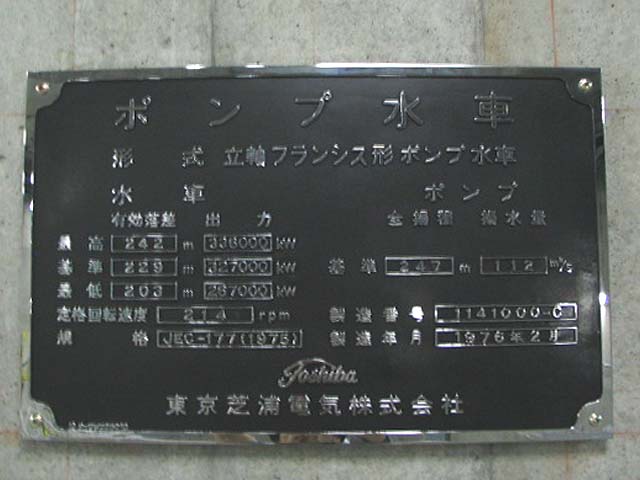 ポンプ水車
形式 立軸フランシス形ポンプ水車
水車 ポンプ
有効落差 出力 全揚程 揚水量
最高 242 m 336000 kW
基準 229 m 327000 kW 基準 247 m 112 m³/s
最低 203 m 267000 kW
定格回転速度 214 rpm 製造番号 1141000-C
規格 JEC-177(1975) 製造年月 1976年2月
Toshiba
東京芝浦電気株式会社